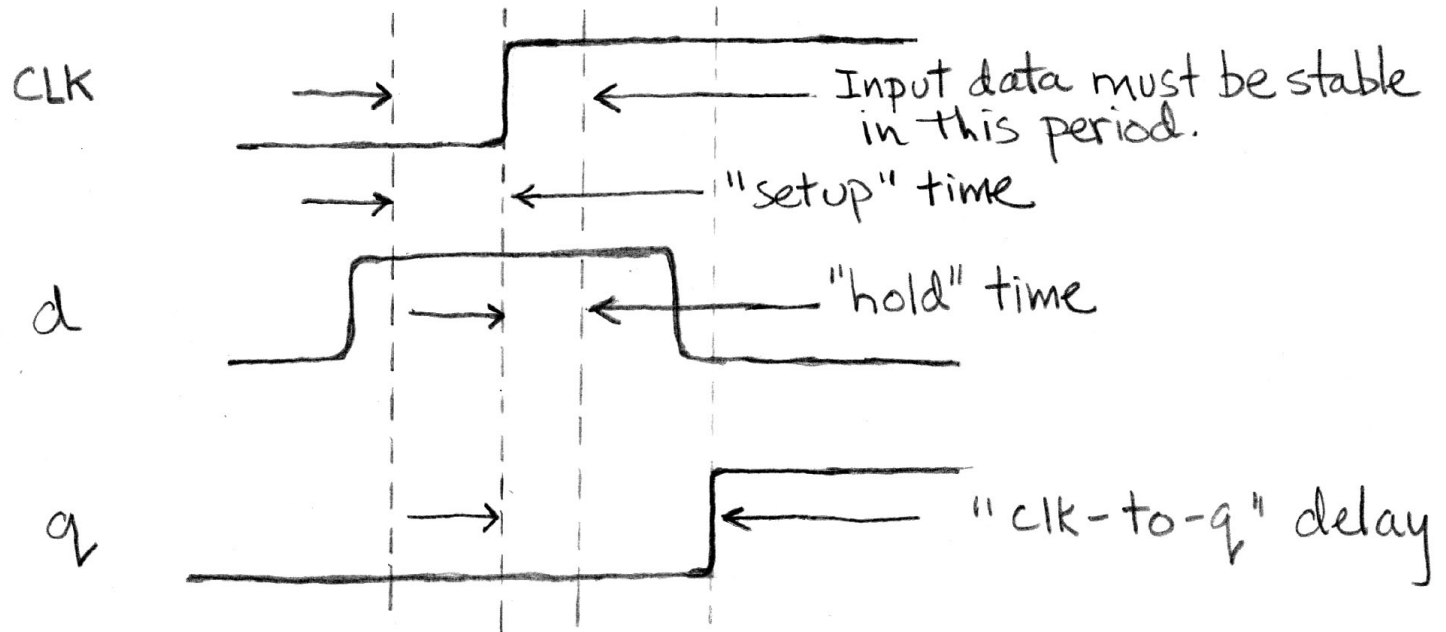 CLK
Input data must be stable
in this period.
"setup" time
d
"hold" time
q
"clk-to-q" delay